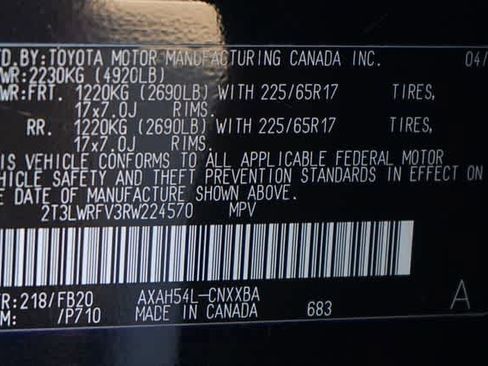 FD.BY:TOYOTA MOTOR MANUFACTURING CANADA INC. 04/
WR:2230KG (4920LB)
WR:FRT. 1220KG (2690LB) WITH 225/65R17 TIRES,
17x7.0J RIMS.
RR. 1220KG (2690LB) WITH 225/65R17 TIRES,
17x7.0J RIMS.
IS VEHICLE CONFORMS TO ALL APPLICABLE FEDERAL MOTOR
HICLE SAFETY AND THEFT PREVENTION STANDARDS IN EFFECT ON
E DATE OF MANUFACTURE SHOWN ABOVE.
2T3LWRFV3RW224570 MPV
TR:218/FB20 AXAH54L-CNXXBA A
M: /P710 MADE IN CANADA 683